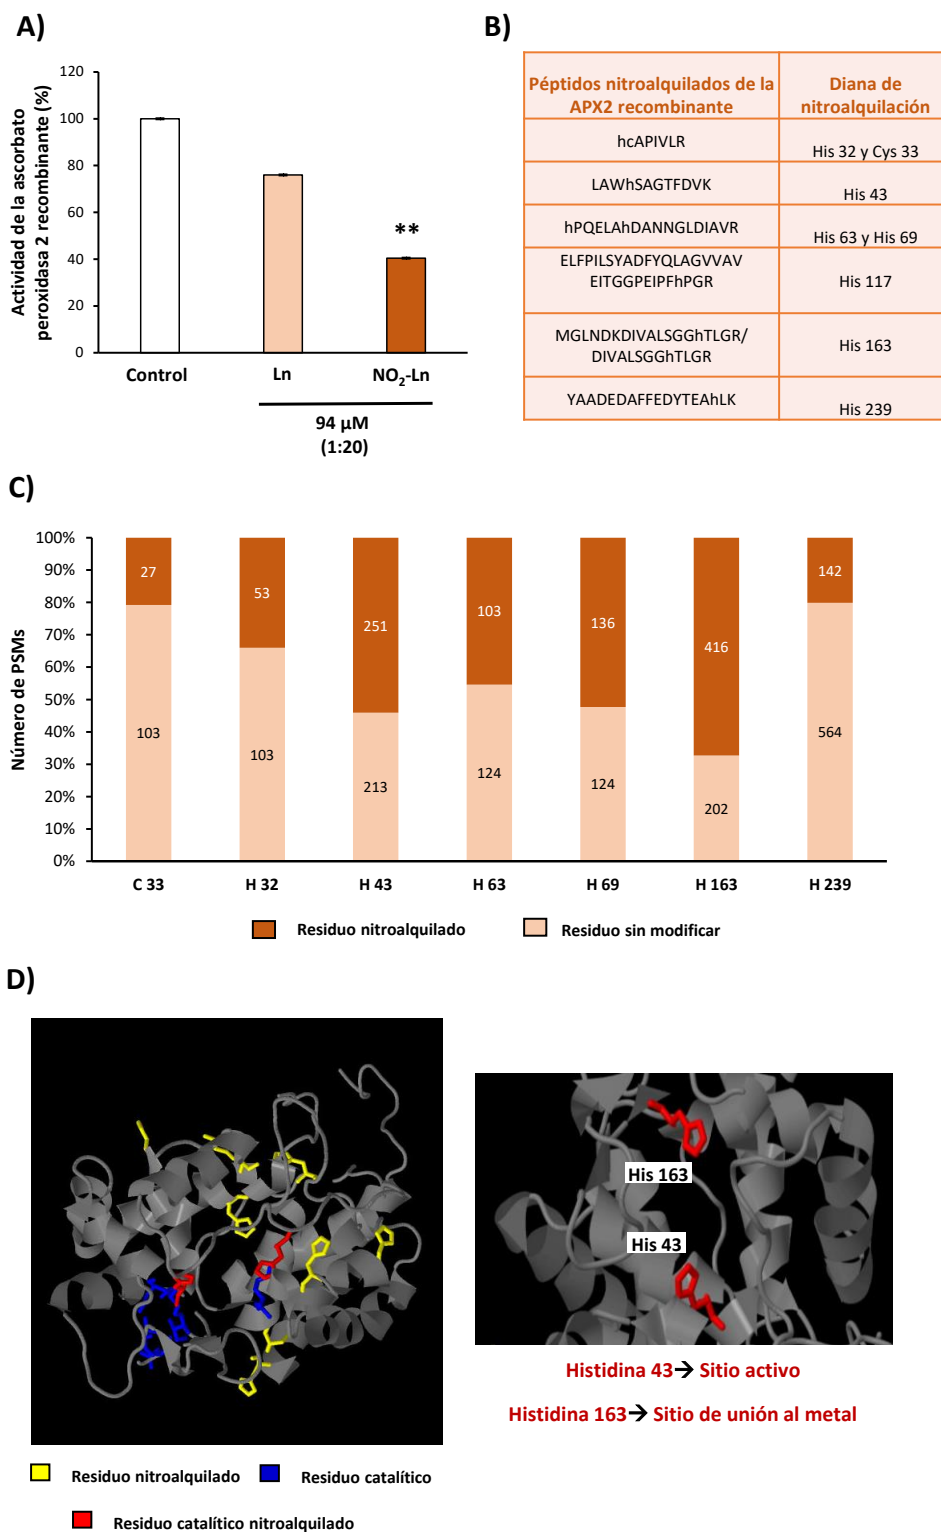 A)
Actividad de la ascorbato
peroxidasa 2 recombinante (%)
120
100
80
60
40
20
0
**
Control
Ln
NO₂-Ln
94 µM
(1:20)
B)
Péptidos nitroalquilados de la
APX2 recombinante
Diana de
nitroalquilación
hcAPIVLR
His 32 y Cys 33
LAWhSAGTFDVK
His 43
hPQELAhDANNGLDIAVR
His 63 y His 69
ELFPILSYADFYQLAGVVAV
EITGGPEIPFhPGR
His 117
MGLNDKDIVALSGGhTLGR/
DIVALSGGhTLGR
His 163
YAADEDAFFEDYTEAhLK
His 239
C)
Número de PSMs
100%
90%
80%
70%
60%
50%
40%
30%
20%
10%
0%
27
53
251
103
136
416
142
103
103
213
124
124
202
564
C 33
H 32
H 43
H 63
H 69
H 163
H 239
Residuo nitroalquilado
Residuo sin modificar
D)
His 163
His 43
Histidina 43→ Sitio activo
Histidina 163→ Sitio de unión al metal
Residuo nitroalquilado
Residuo catalítico
Residuo catalítico nitroalquilado